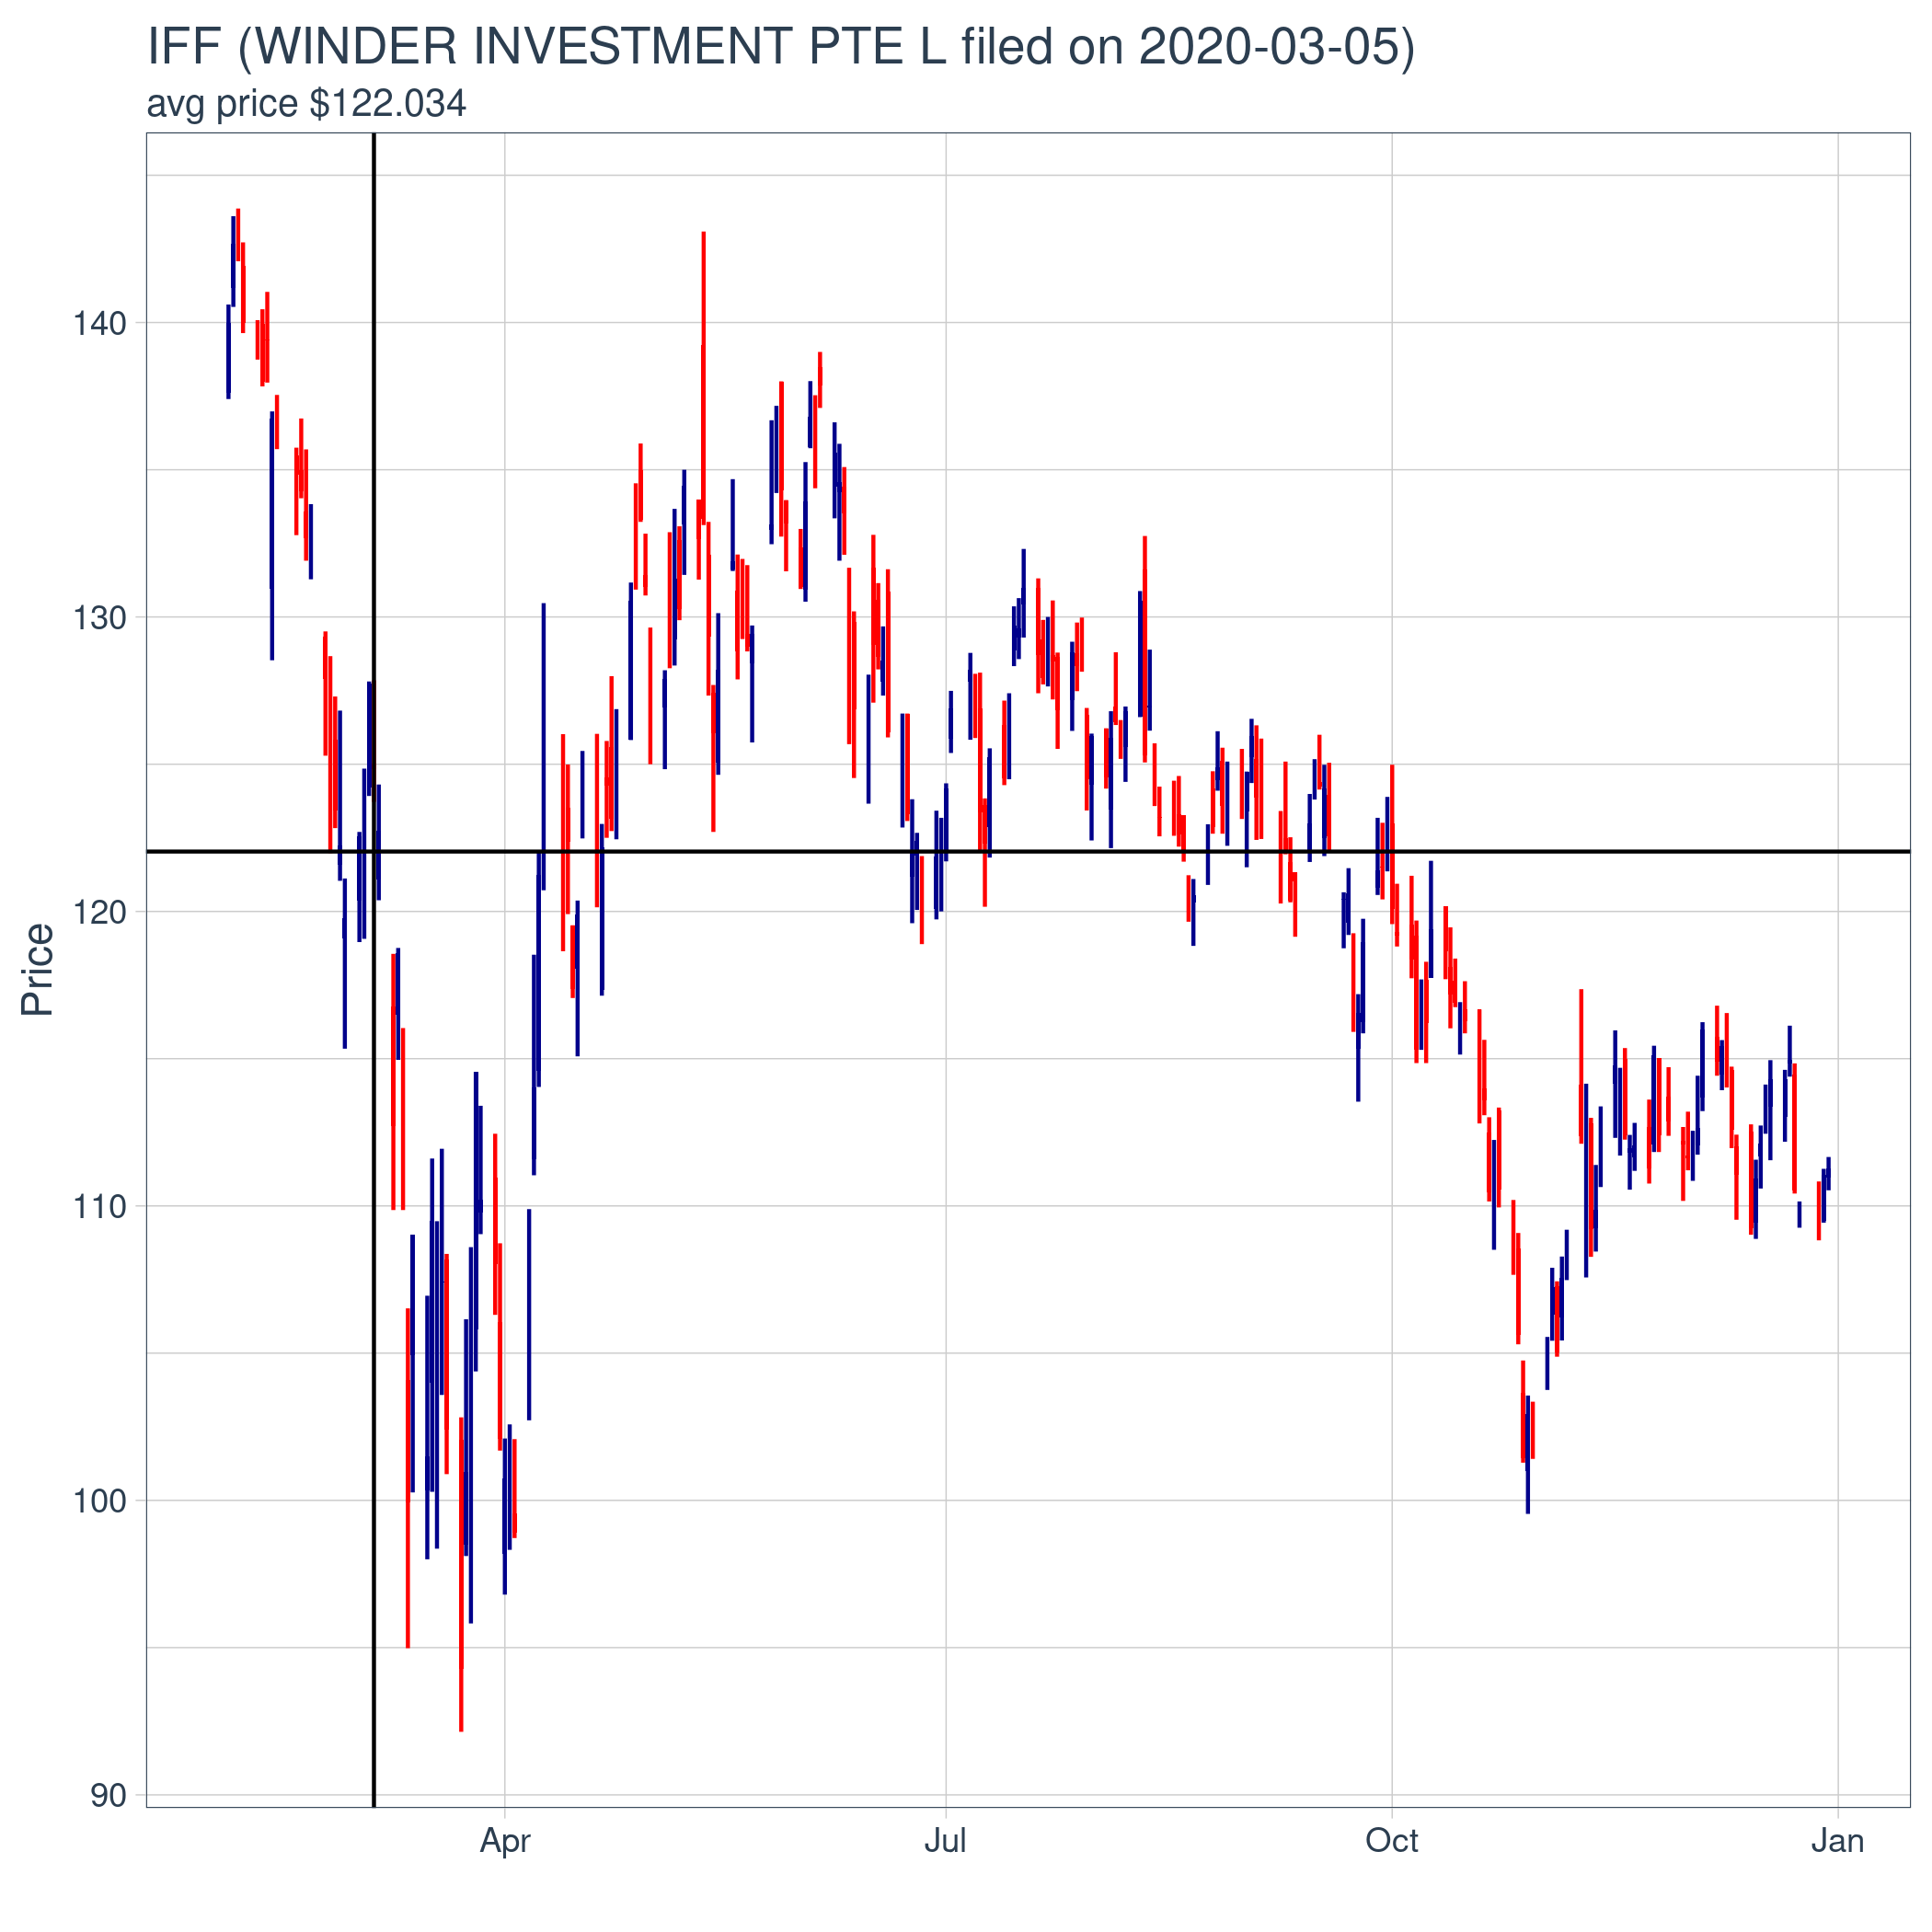 IFF (WINDER INVESTMENT PTE L filed on 2020-03-05)
avg price $122.034
140
130
120
110
100
90
Price
Apr Jul Oct Jan